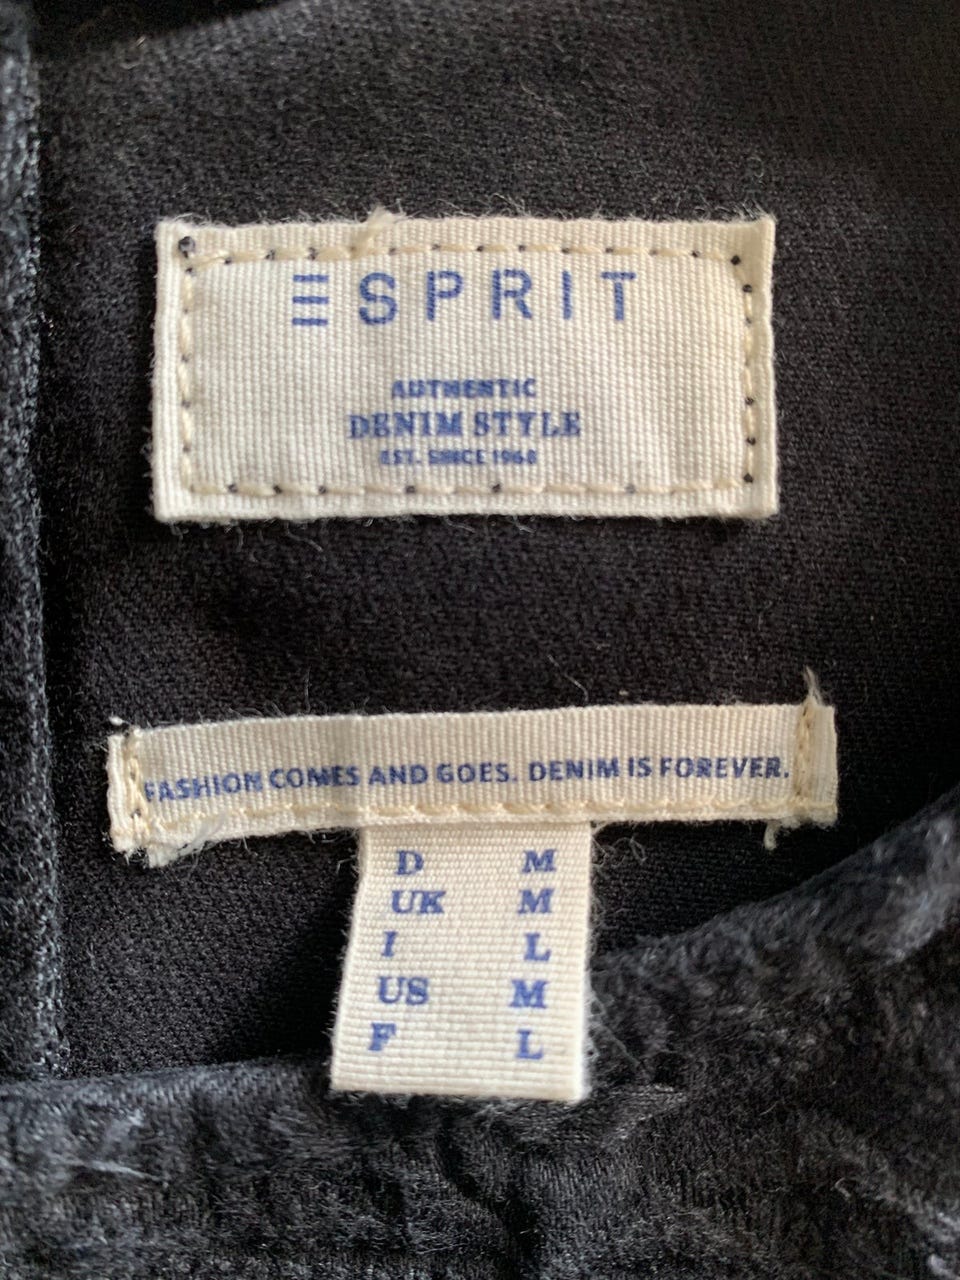 ESPRIT
AUTHENTIC
DENIM STYLE
EST. SINCE 1968
FASHION COMES AND GOES. DENIM IS FOREVER.
D M
UK M
I L
US M
F L